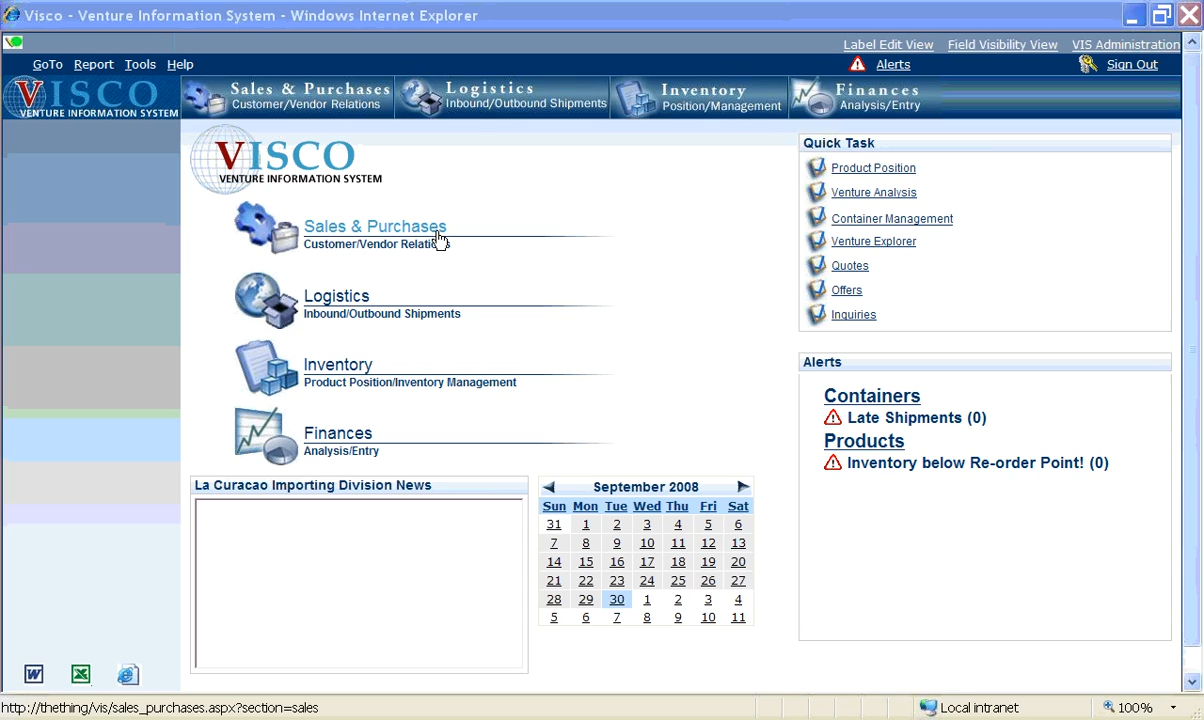 Visco - Venture Information System - Windows Internet Explorer
Label Edit View Field Visibility View VIS Administration
GoTo Report Tools Help Alerts Sign Out
VISCO
VENTURE INFORMATION SYSTEM
Sales & Purchases
Customer/Vendor Relations
Logistics
Inbound/Outbound Shipments
Inventory
Position/Management
Finances
Analysis/Entry
VISCO
VENTURE INFORMATION SYSTEM
Sales & Purchases
Customer/Vendor Relations
Logistics
Inbound/Outbound Shipments
Inventory
Product Position/Inventory Management
Finances
Analysis/Entry
Quick Task
Product Position
Venture Analysis
Container Management
Venture Explorer
Quotes
Offers
Inquiries
Alerts
Containers
Late Shipments (0)
Products
Inventory below Re-order Point! (0)
La Curacao Importing Division News
September 2008
Sun Mon Tue Wed Thu Fri Sat
31 1 2 3 4 5 6
7 8 9 10 11 12 13
14 15 16 17 18 19 20
21 22 23 24 25 26 27
28 29 30 1 2 3 4
5 6 7 8 9 10 11
http://thething/vis/sales_purchases.aspx?section=sales
Local intranet
100%